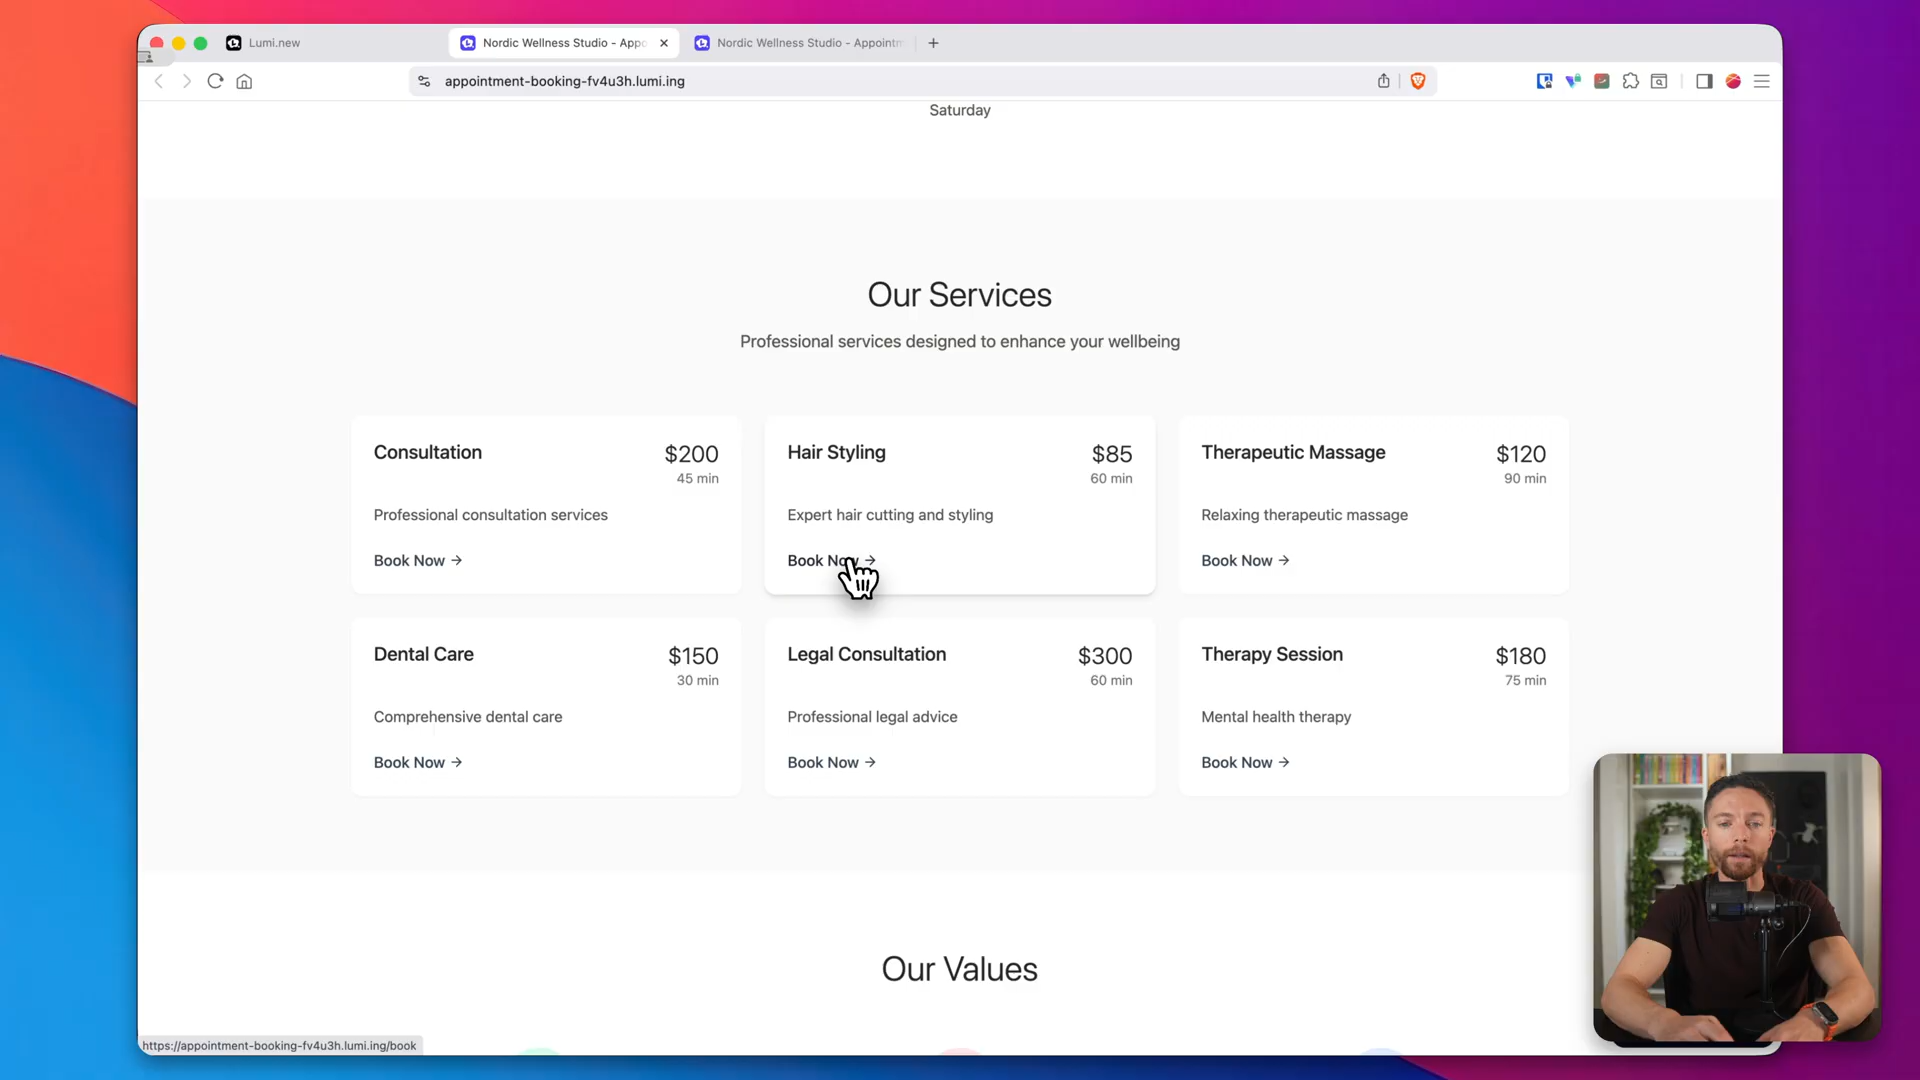 Lumi.new
Nordic Wellness Studio - Appo
Nordic Wellness Studio - Appointm
appointment-booking-fv4u3h.lumi.ing
Saturday
Our Services
Professional services designed to enhance your wellbeing
Consultation
$200
45 min
Professional consultation services
Book Now →
Hair Styling
$85
60 min
Expert hair cutting and styling
Book Now →
Therapeutic Massage
$120
90 min
Relaxing therapeutic massage
Book Now →
Dental Care
$150
30 min
Comprehensive dental care
Book Now →
Legal Consultation
$300
60 min
Professional legal advice
Book Now →
Therapy Session
$180
75 min
Mental health therapy
Book Now →
Our Values
https://appointment-booking-fv4u3h.lumi.ing/book